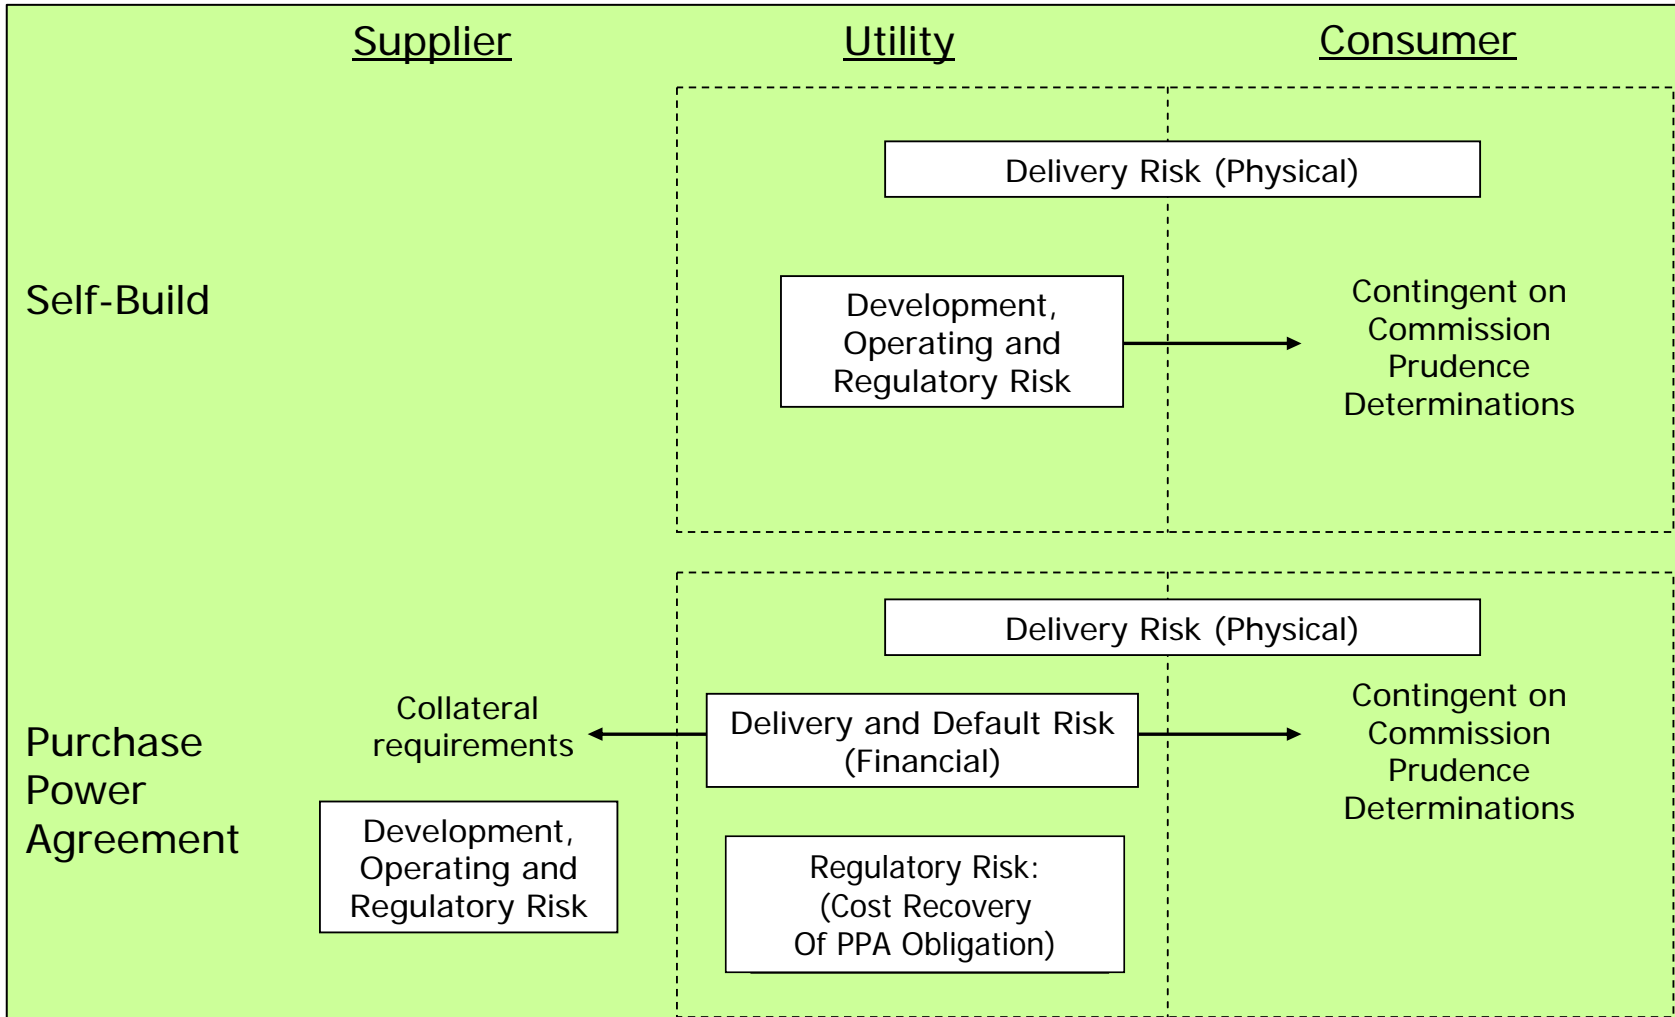 Supplier
Utility
Consumer
Self-Build
Delivery Risk (Physical)
Development,
Operating and
Regulatory Risk
Contingent on
Commission
Prudence
Determinations
Purchase
Power
Agreement
Delivery Risk (Physical)
Collateral
requirements
Delivery and Default Risk
(Financial)
Contingent on
Commission
Prudence
Determinations
Development,
Operating and
Regulatory Risk
Regulatory Risk:
(Cost Recovery
Of PPA Obligation)